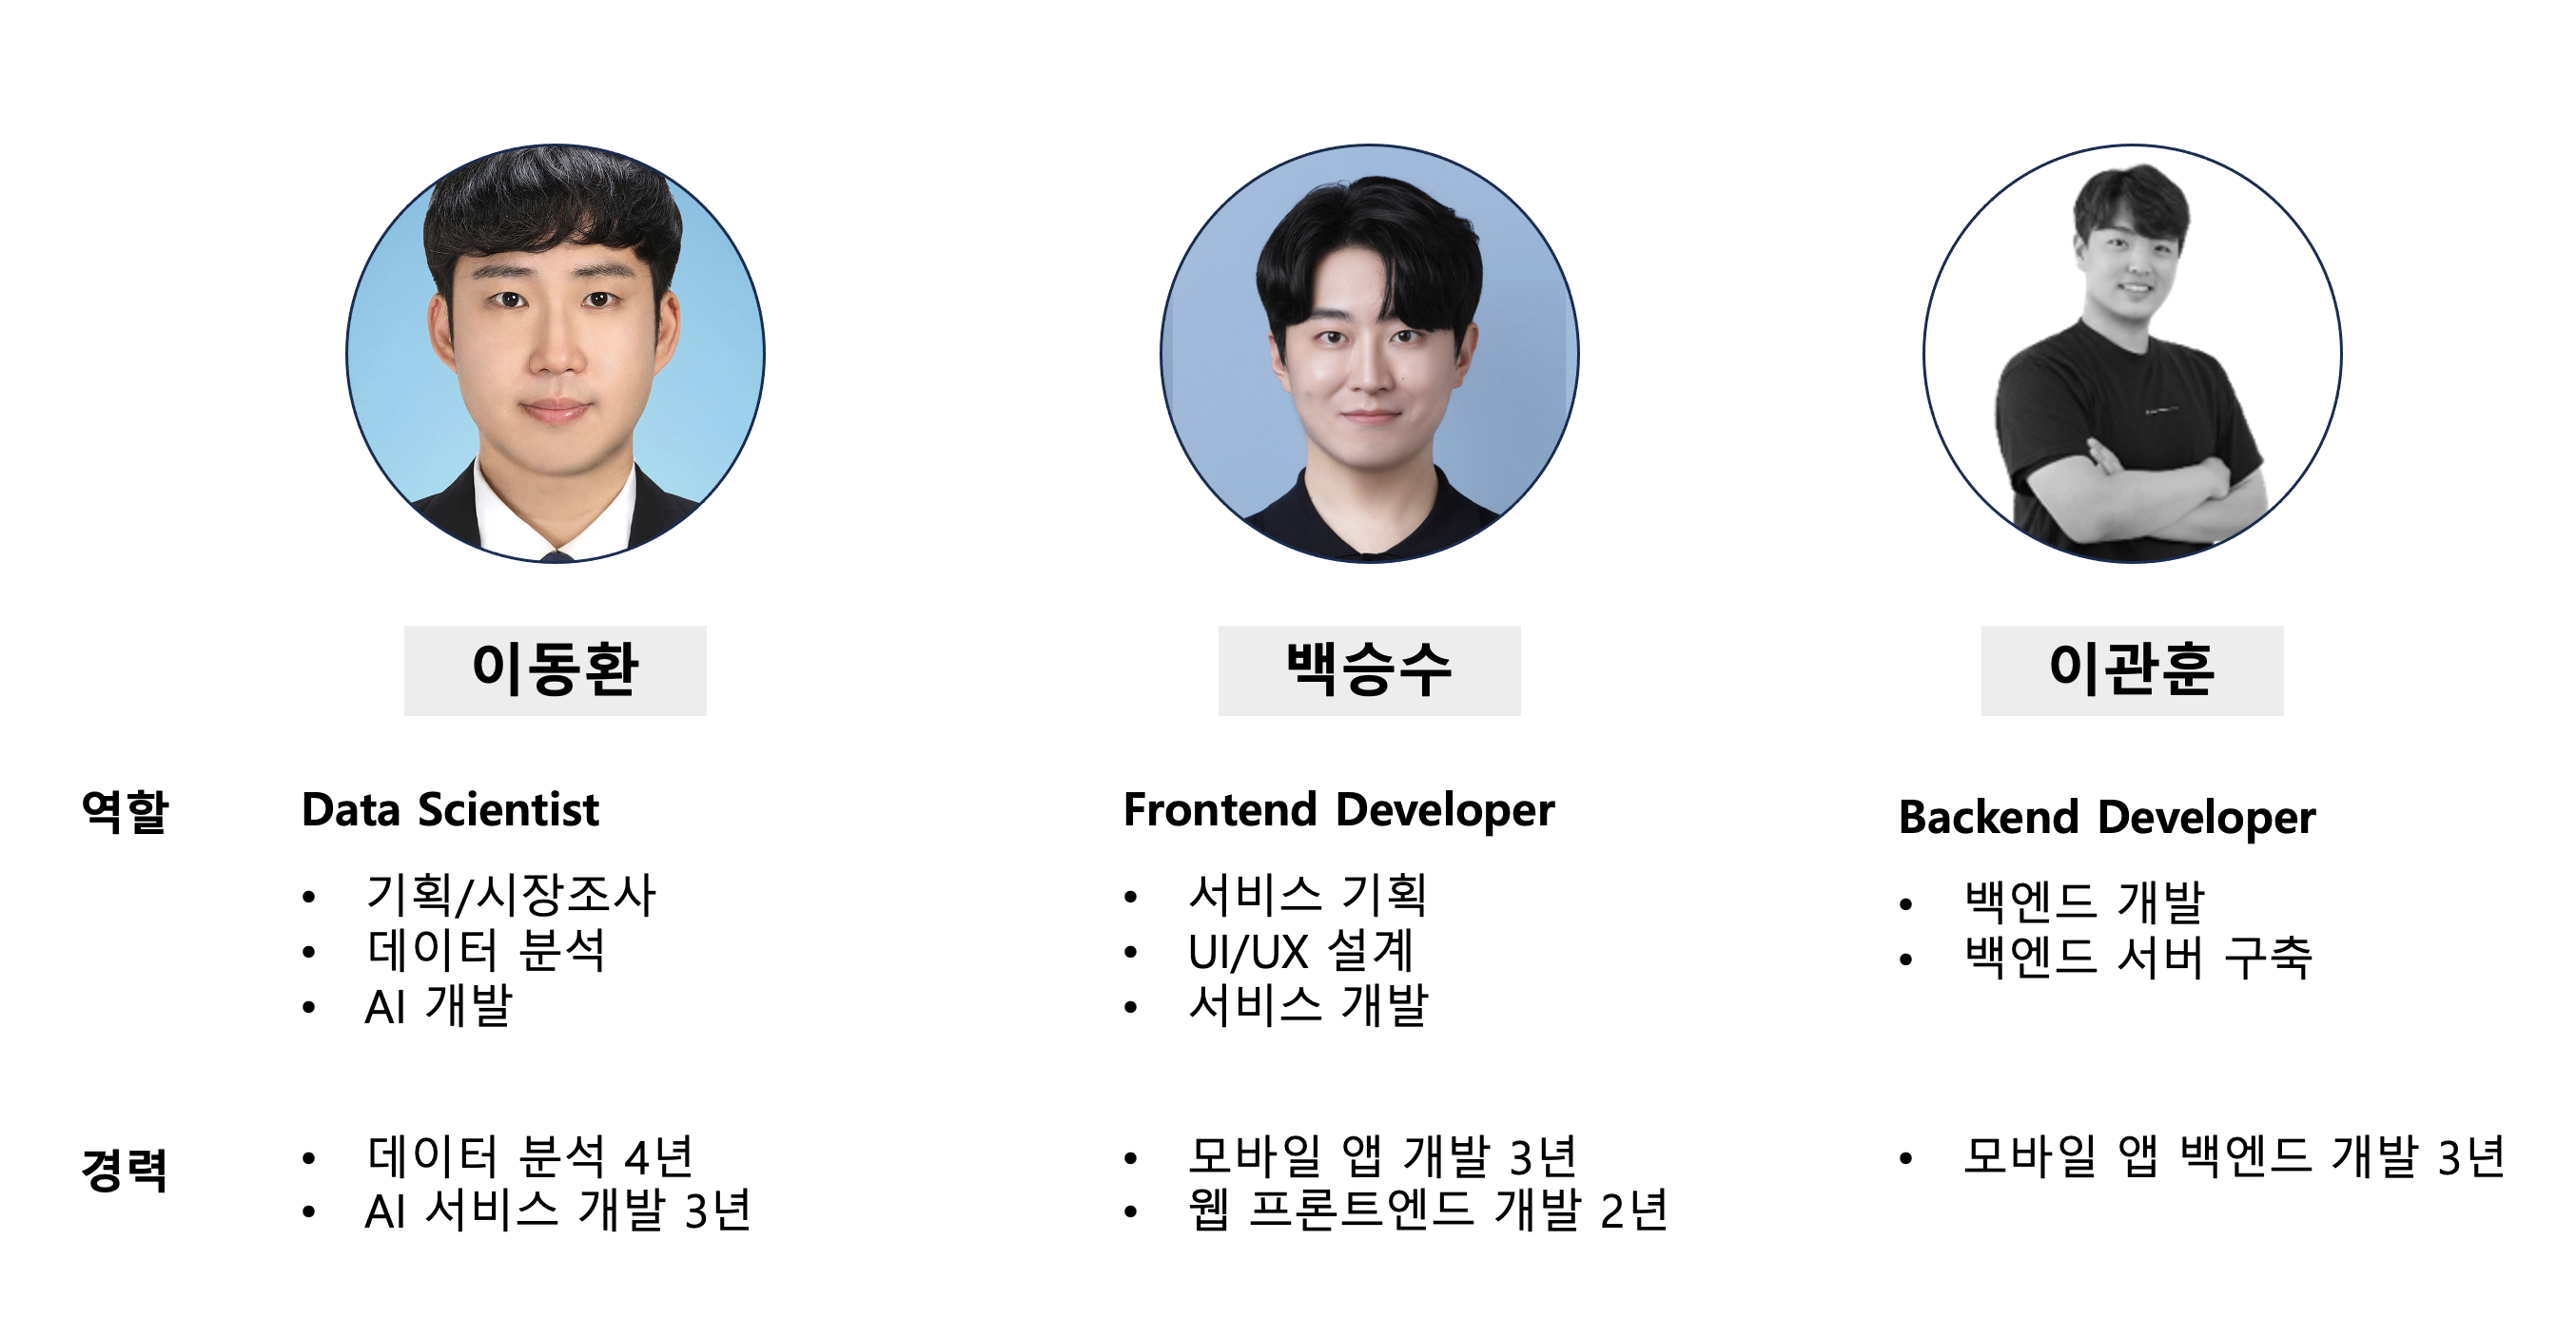 이동환
백승수
이관훈
역할
Data Scientist
• 기획/시장조사
• 데이터 분석
• AI 개발
Frontend Developer
• 서비스 기획
• UI/UX 설계
• 서비스 개발
Backend Developer
• 백엔드 개발
• 백엔드 서버 구축
경력
• 데이터 분석 4년
• AI 서비스 개발 3년
• 모바일 앱 개발 3년
• 웹 프론트엔드 개발 2년
• 모바일 앱 백엔드 개발 3년